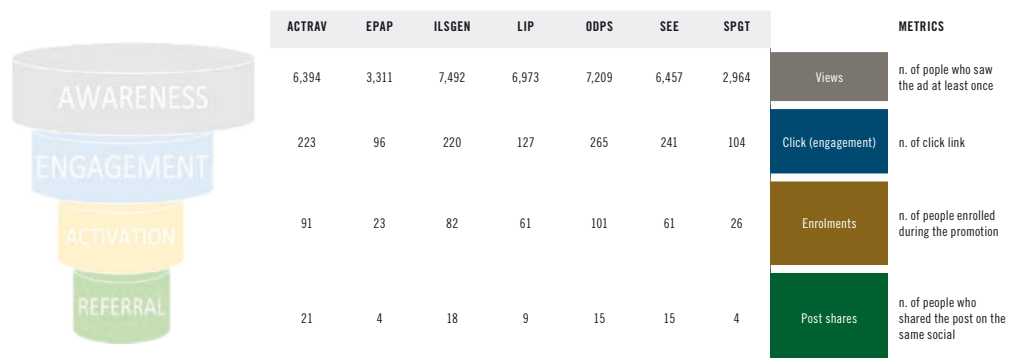 ACTRAV EPAP ILSGEN LIP ODPS SEE SPGT METRICS
AWARENESS
6,394 3,311 7,492 6,973 7,209 6,457 2,964 Views
n. of pople who saw
the ad at least once
ENGAGEMENT
223 96 220 127 265 241 104 Click (engagement) n. of click link
ACTIVATION
91 23 82 61 101 61 26 Enrolments
n. of people enrolled
during the promotion
REFERRAL
21 4 18 9 15 15 4 Post shares
n. of people who
shared the post on the
same social